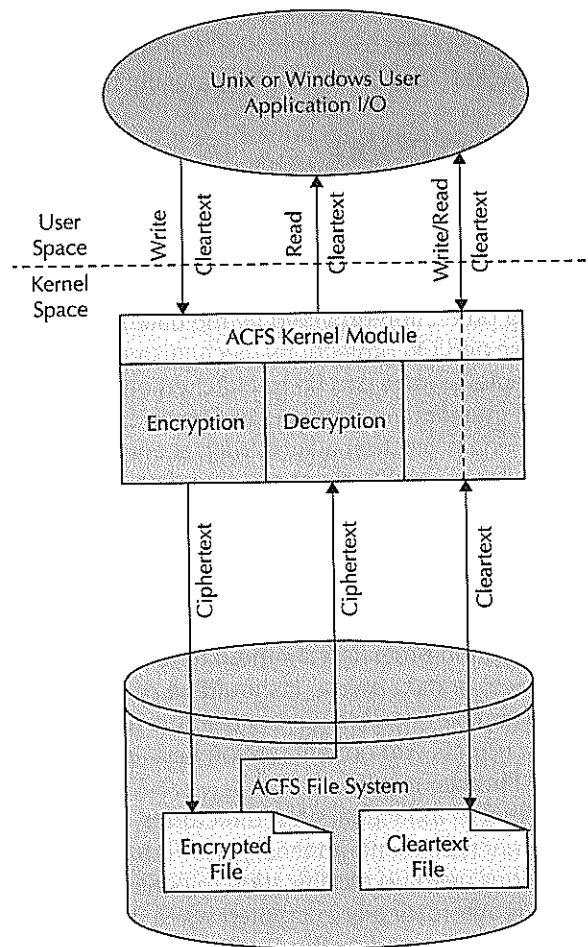 Unix or Windows User
Application I/O
User
Space
Write
Cleartext
Read
Cleartext
Write/Read
Cleartext
Kernel
Space
ACFS Kernel Module
Encryption
Decryption
Ciphertext
Ciphertext
Cleartext
ACFS File System
Encrypted
File
Cleartext
File